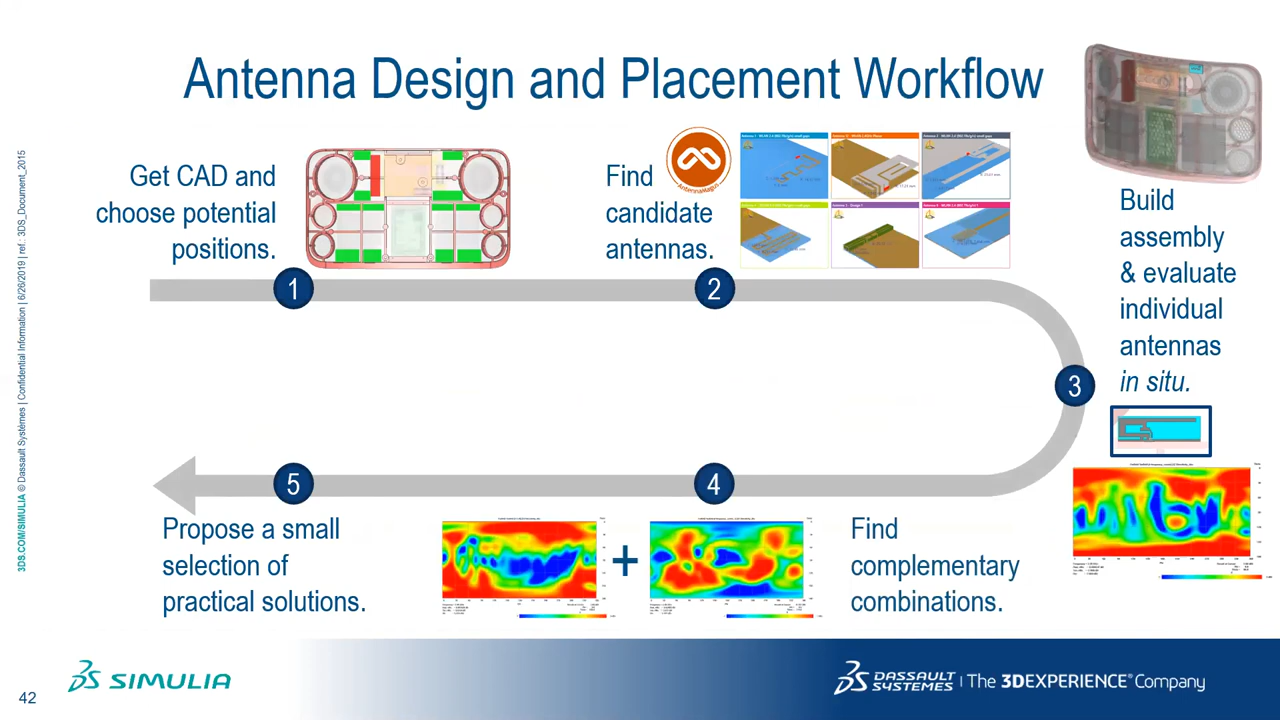 Antenna Design and Placement Workflow
3DS.COM/SIMULIA © Dassault Systèmes | Confidential Information | 6/26/2019 | ref.: 3DS_Document_2015
Get CAD and
choose potential
positions.
1
Find
candidate
antennas.
AntennaMagus
2
Build
assembly
& evaluate
individual
antennas
in situ.
3
4
Find
complementary
combinations.
+
5
Propose a small
selection of
practical solutions.
42
SIMULIA
DASSAULT
SYSTEMES | The 3DEXPERIENCE® Company